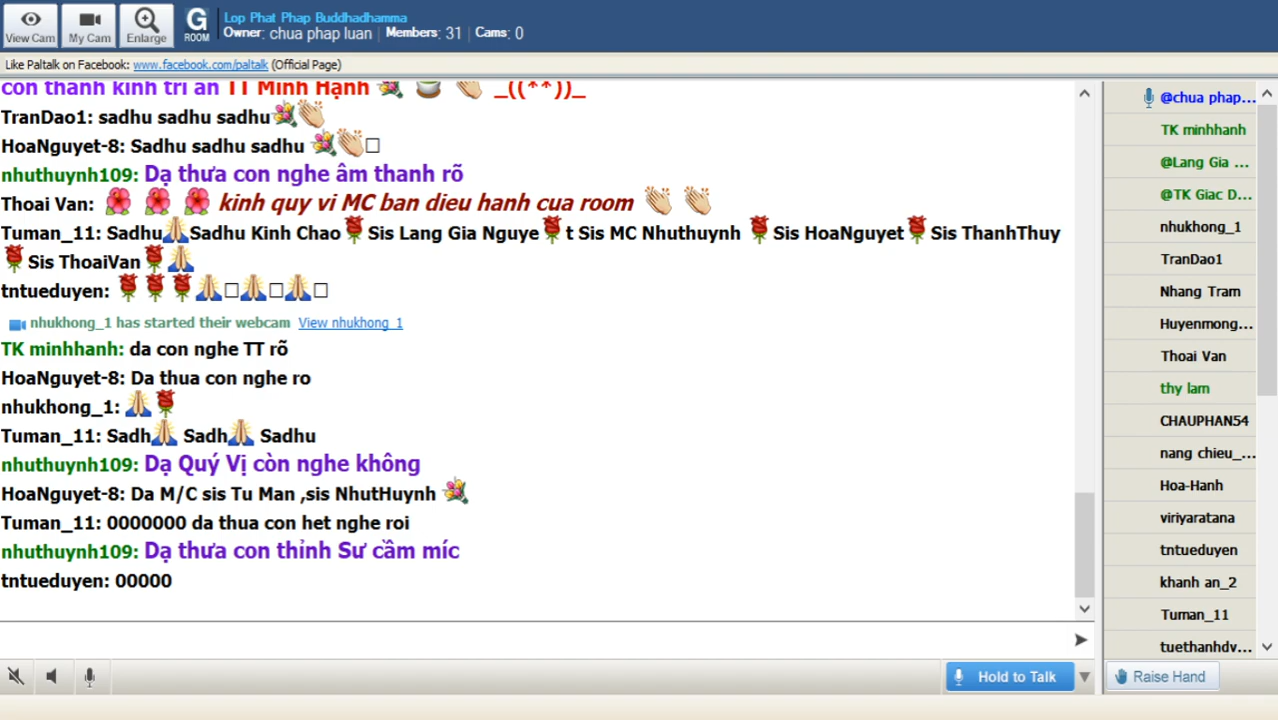 View Cam
My Cam
Enlarge
G
ROOM
Lop Phat Phap Buddhadhamma
Owner: chua phap luan | Members: 31 | Cams: 0
Like Paltalk on Facebook: www.facebook.com/paltalk (Official Page)
con thanh kính tri ân TT Minh Hạnh _((**))_
TranDao1: sadhu sadhu sadhu
HoaNguyet-8: Sadhu sadhu sadhu
nhuthuynh109: Dạ thưa con nghe âm thanh rõ
Thoai Van: kinh quy vi MC ban dieu hanh cua room
Tuman_11: Sadhu Sadhu Kinh Chao Sis Lang Gia Nguye t Sis MC Nhuthuynh Sis HoaNguyet Sis ThanhThuy
Sis ThoaiVan
tntueduyen:
nhukhong_1 has started their webcam View nhukhong_1
TK minhhanh: da con nghe TT rõ
HoaNguyet-8: Da thua con nghe ro
nhukhong_1:
Tuman_11: Sadh Sadh Sadhu
nhuthuynh109: Dạ Quý Vị còn nghe không
HoaNguyet-8: Da M/C sis Tu Man ,sis NhutHuynh
Tuman_11: 0000000 da thua con het nghe roi
nhuthuynh109: Dạ thưa con thỉnh Sư cầm míc
tntueduyen: 00000
Hold to Talk
@chua phap...
TK minhhanh
@Lang Gia ...
@TK Giac D...
nhukhong_1
TranDao1
Nhang Tram
Huyenmong...
Thoai Van
thy lam
CHAUPHAN54
nang chieu_...
Hoa-Hanh
viriyaratana
tntueduyen
khanh an_2
Tuman_11
tuethanhdv...
Raise Hand